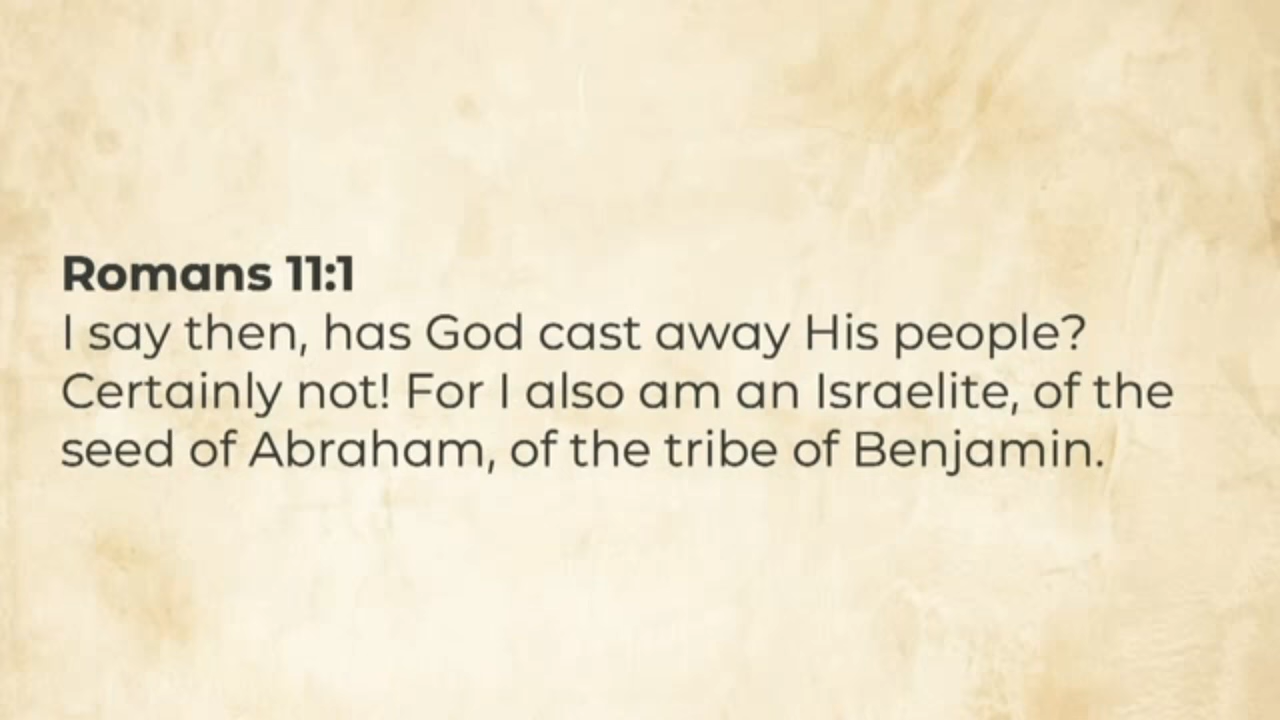 Romans 11:1
I say then, has God cast away His people?
Certainly not! For I also am an Israelite, of the
seed of Abraham, of the tribe of Benjamin.